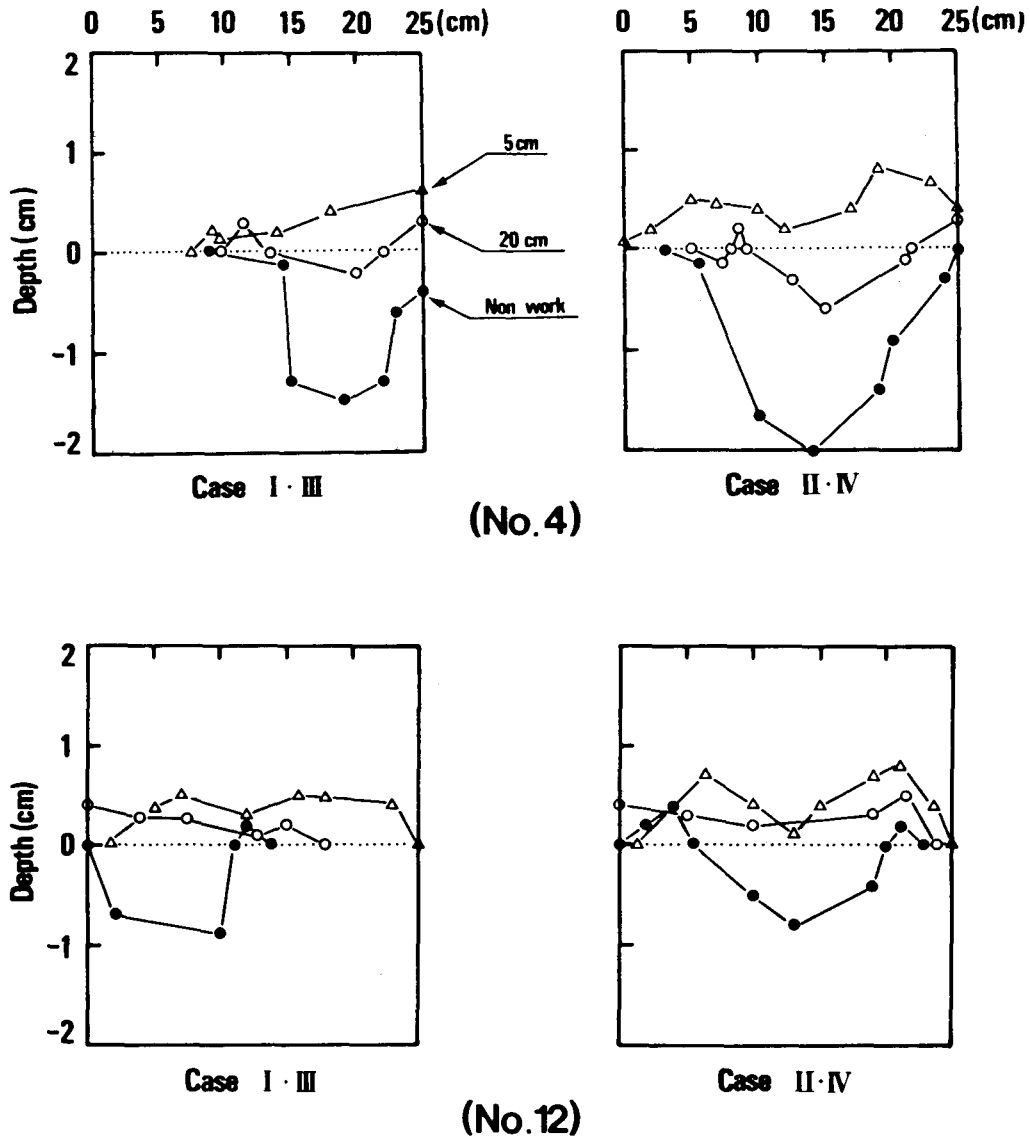 0 5 10 15 20 25(cm) 0 5 10 15 20 25(cm)
2
1
0
-1
-2
Depth (cm)
5cm
20 cm
Non work
Case I · III
Case II · IV
(No.4)
2
1
0
-1
-2
Depth (cm)
Case I · III
Case II · IV
(No.12)